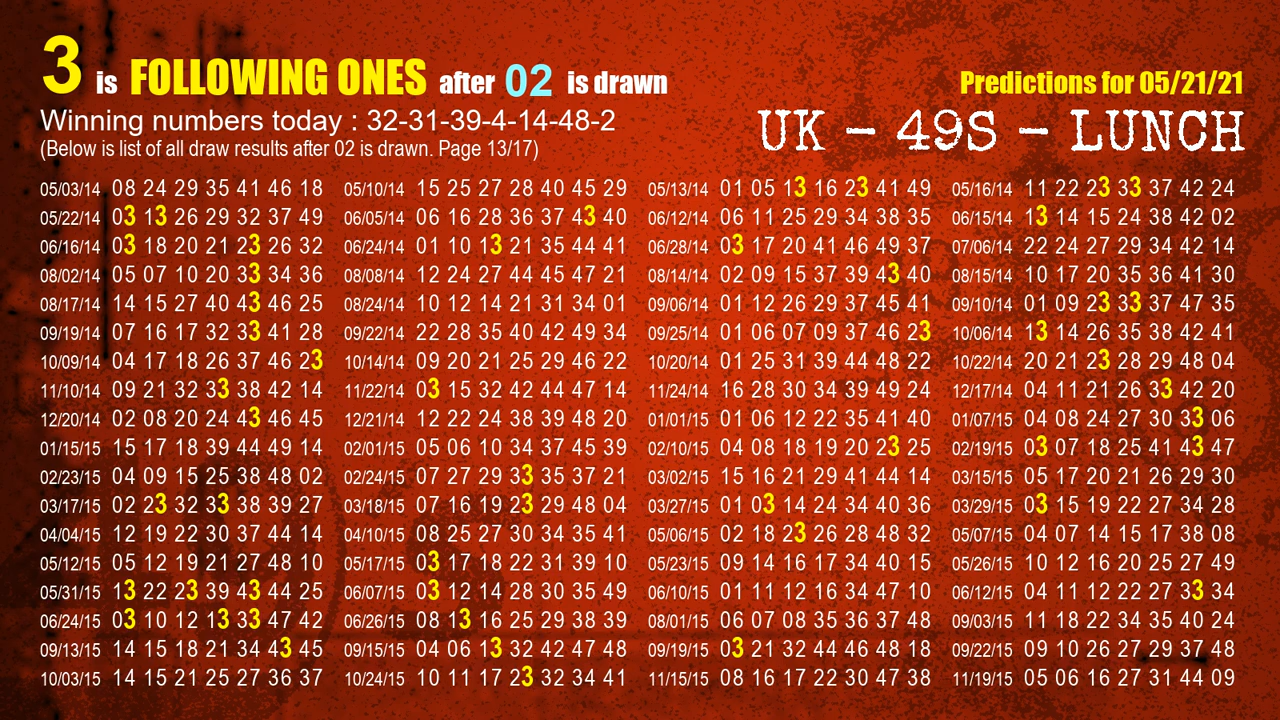 3 is FOLLOWING ONES after 02 is drawn
Predictions for 05/21/21
Winning numbers today : 32-31-39-4-14-48-2
UK - 49S - LUNCH
(Below is list of all draw results after 02 is drawn. Page 13/17)
05/03/14 08 24 29 35 41 46 18 05/10/14 15 25 27 28 40 45 29 05/13/14 01 05 13 16 23 41 49 05/16/14 11 22 23 33 37 42 24
05/22/14 03 13 26 29 32 37 49 06/05/14 06 16 28 36 37 43 40 06/12/14 06 11 25 29 34 38 35 06/15/14 13 14 15 24 38 42 02
06/16/14 03 18 20 21 23 26 32 06/24/14 01 10 13 21 35 44 41 06/28/14 03 17 20 41 46 49 37 07/06/14 22 24 27 29 34 42 14
08/02/14 05 07 10 20 33 34 36 08/08/14 12 24 27 44 45 47 21 08/14/14 02 09 15 37 39 43 40 08/15/14 10 17 20 35 36 41 30
08/17/14 14 15 27 40 43 46 25 08/24/14 10 12 14 21 31 34 01 09/06/14 01 12 26 29 37 45 41 09/10/14 01 09 23 33 37 47 35
09/19/14 07 16 17 32 33 41 28 09/22/14 22 28 35 40 42 49 34 09/25/14 01 06 07 09 37 46 23 10/06/14 13 14 26 35 38 42 41
10/09/14 04 17 18 26 37 46 23 10/14/14 09 20 21 25 29 46 22 10/20/14 01 25 31 39 44 48 22 10/22/14 20 21 23 28 29 48 04
11/10/14 09 21 32 33 38 42 14 11/22/14 03 15 32 42 44 47 14 11/24/14 16 28 30 34 39 49 24 12/17/14 04 11 21 26 33 42 20
12/20/14 02 08 20 24 43 46 45 12/21/14 12 22 24 38 39 48 20 01/01/15 01 06 12 22 35 41 40 01/07/15 04 08 24 27 30 33 06
01/15/15 15 17 18 39 44 49 14 02/01/15 05 06 10 34 37 45 39 02/10/15 04 08 18 19 20 23 25 02/19/15 03 07 18 25 41 43 47
02/23/15 04 09 15 25 38 48 02 02/24/15 07 27 29 33 35 37 21 03/02/15 15 16 21 29 41 44 14 03/15/15 05 17 20 21 26 29 30
03/17/15 02 23 32 33 38 39 27 03/18/15 07 16 19 23 29 48 04 03/27/15 01 03 14 24 34 40 36 03/29/15 03 15 19 22 27 34 28
04/04/15 12 19 22 30 37 44 14 04/10/15 08 25 27 30 34 35 41 05/06/15 02 18 23 26 28 48 32 05/07/15 04 07 14 15 17 38 08
05/12/15 05 12 19 21 27 48 10 05/17/15 03 17 18 22 31 39 10 05/23/15 09 14 16 17 34 40 15 05/26/15 10 12 16 20 25 27 49
05/31/15 13 22 23 39 43 44 25 06/07/15 03 12 14 28 30 35 49 06/10/15 01 11 12 16 34 47 10 06/12/15 04 11 22 27 31 33 34
06/24/15 03 10 12 13 33 47 42 06/26/15 08 13 16 25 29 38 39 08/01/15 06 07 08 35 36 37 48 09/03/15 11 18 22 34 35 40 24
09/13/15 14 15 18 21 34 43 45 09/15/15 04 06 13 32 42 47 48 09/19/15 03 21 32 44 46 48 18 09/22/15 09 10 26 29 31 37 48
10/03/15 14 15 21 25 27 36 37 10/24/15 10 11 17 23 32 34 41 11/15/15 08 16 17 22 30 47 38 11/19/15 05 06 16 27 31 44 09